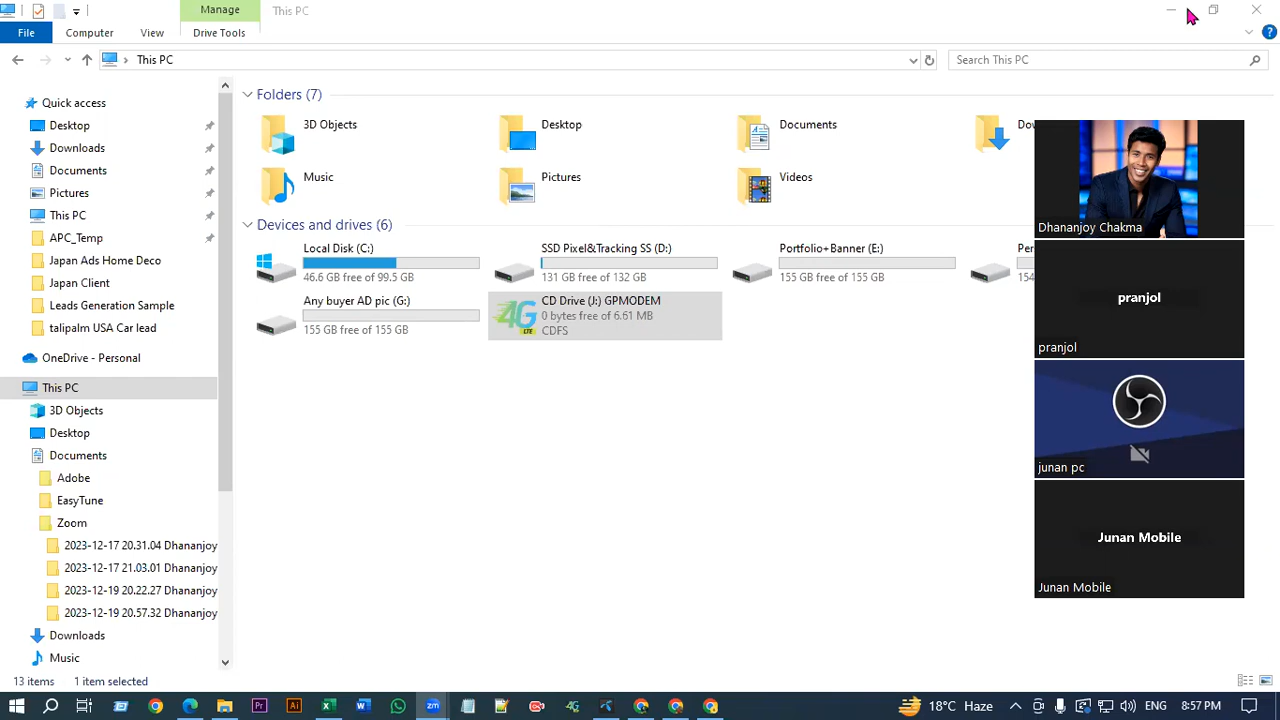 Manage
This PC
File
Computer
View
Drive Tools
This PC
Search This PC
Quick access
Desktop
Downloads
Documents
Pictures
This PC
APC_Temp
Japan Ads Home Deco
Japan Client
Leads Generation Sample
talipalm USA Car lead
OneDrive - Personal
This PC
3D Objects
Desktop
Documents
Adobe
EasyTune
Zoom
2023-12-17 20.31.04 Dhananjoy
2023-12-17 21.03.01 Dhananjoy
2023-12-19 20.22.27 Dhananjoy
2023-12-19 20.57.32 Dhananjoy
Downloads
Music
Folders (7)
3D Objects
Desktop
Documents
Music
Pictures
Videos
Devices and drives (6)
Local Disk (C:)
46.6 GB free of 99.5 GB
SSD Pixel&Tracking SS (D:)
131 GB free of 132 GB
Portfolio+Banner (E:)
155 GB free of 155 GB
Any buyer AD pic (G:)
155 GB free of 155 GB
4G
LTE
CD Drive (J:) GPMODEM
0 bytes free of 6.61 MB
CDFS
Dhananjoy Chakma
pranjol
pranjol
junan pc
Junan Mobile
Junan Mobile
13 items
1 item selected
Pr
Ai
zm
4G
18°C Haze
ENG
8:57 PM